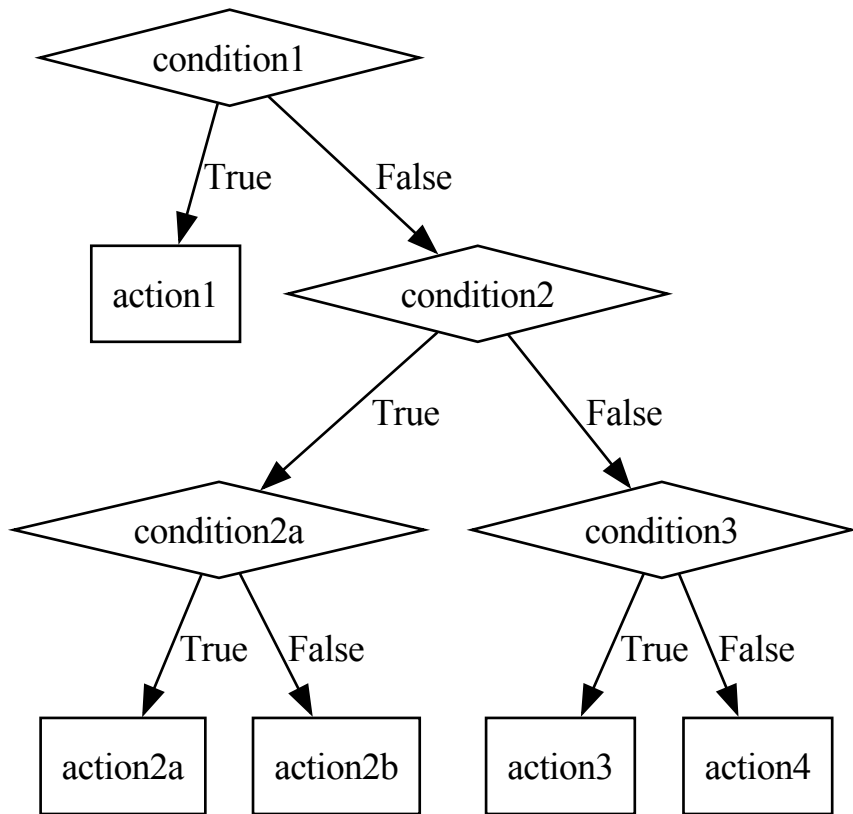 condition1
True
False
action1
condition2
True
False
condition2a
condition3
True
False
True
False
action2a
action2b
action3
action4